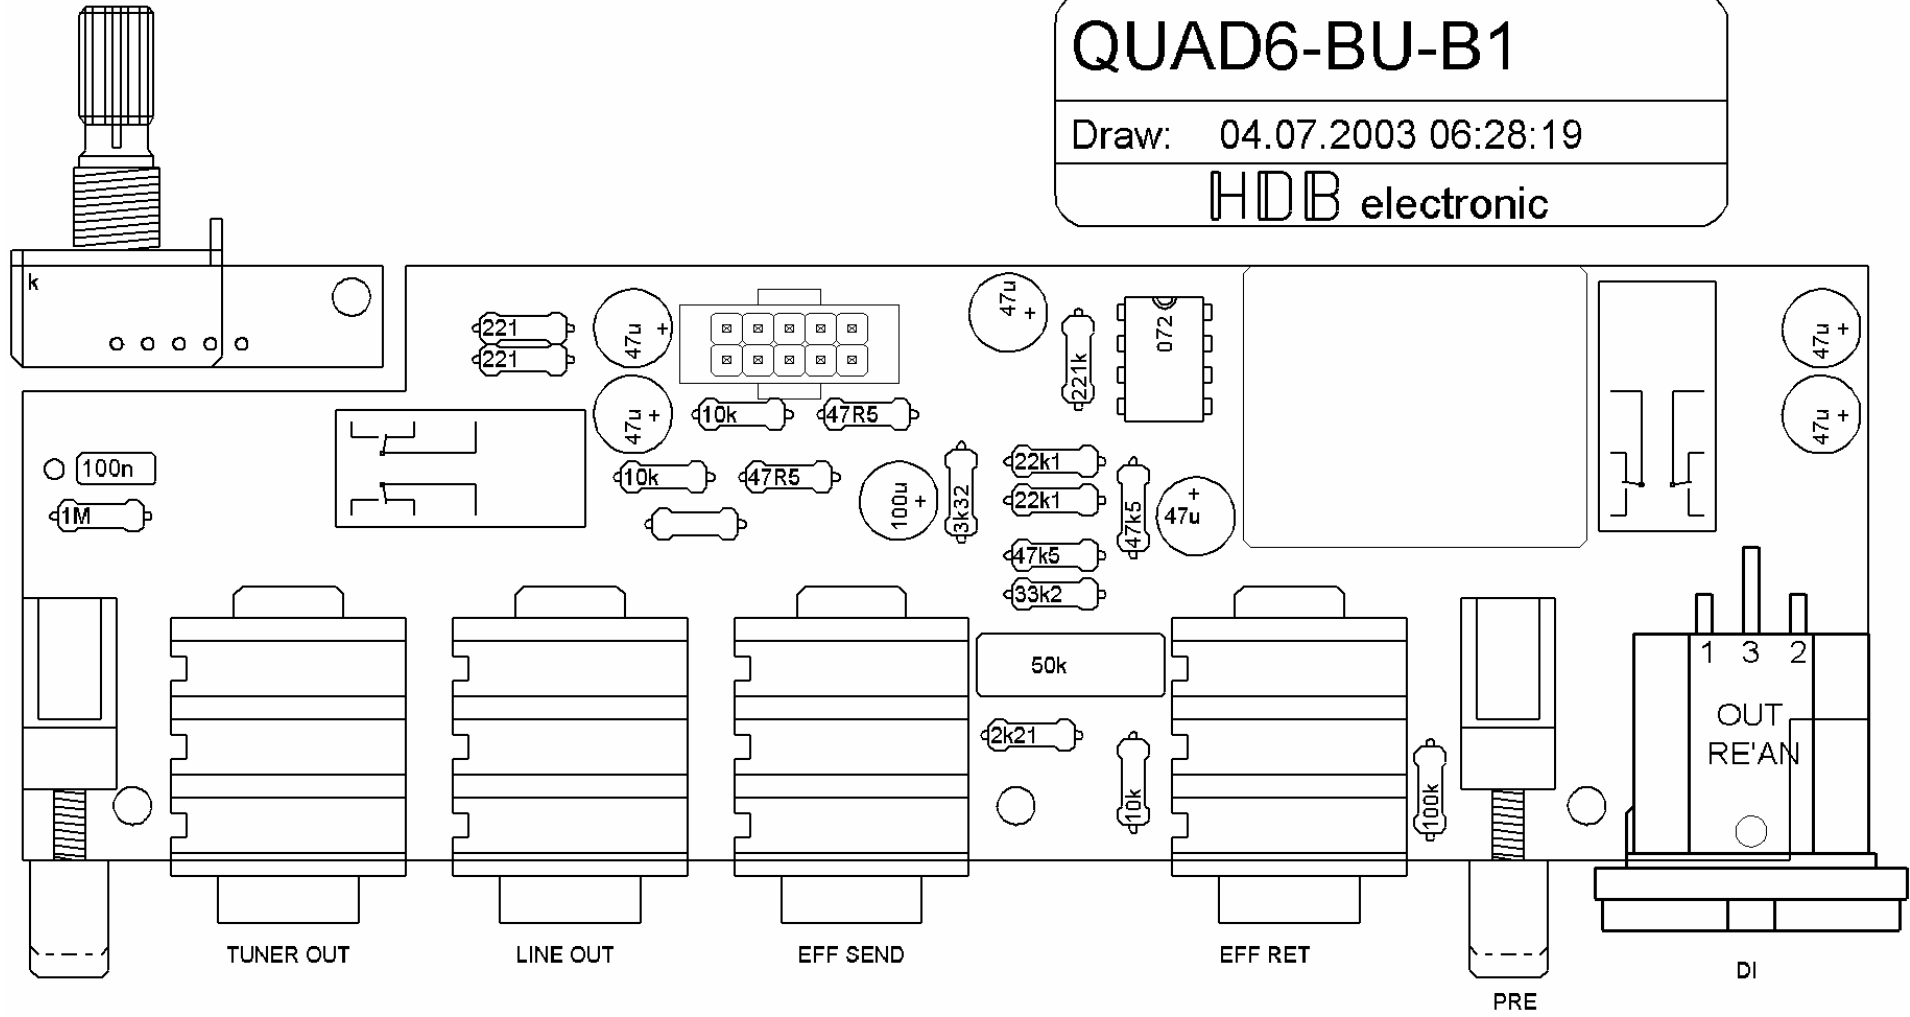 QUAD6-BU-B1
Draw: 04.07.2003 06:28:19
HDB electronic
k
221
221
47u +
47u +
47u +
221k
072
47u +
47u +
10k
47R5
10k
47R5
100n
1M
100u +
3k32
22k1
22k1
47k5
47u +
47k5
33k2
50k
2k21
10k
100k
1 3 2
OUT
RE'AN
TUNER OUT
LINE OUT
EFF SEND
EFF RET
DI
PRE